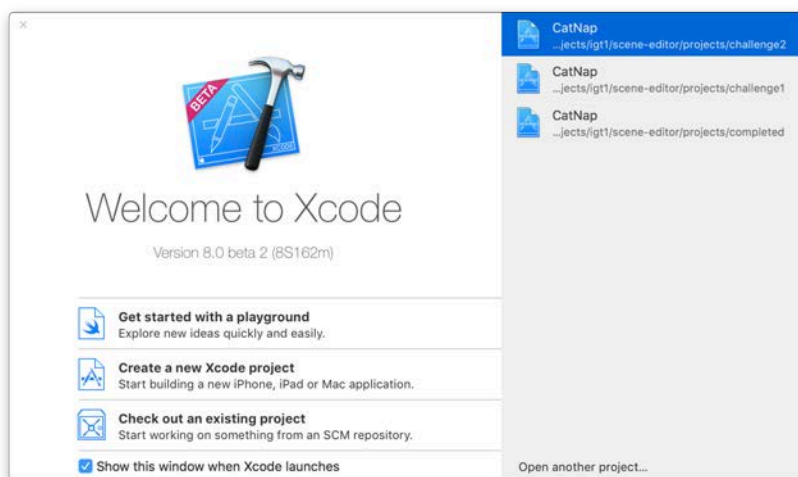 BETA
XCODE
Welcome to Xcode
Version 8.0 beta 2 (8S162m)
Get started with a playground
Explore new ideas quickly and easily.
Create a new Xcode project
Start building a new iPhone, iPad or Mac application.
Check out an existing project
Start working on something from an SCM repository.
Show this window when Xcode launches
CatNap
...jects/igt1/scene-editor/projects/challenge2
CatNap
...jects/igt1/scene-editor/projects/challenge1
CatNap
...jects/igt1/scene-editor/projects/completed
Open another project...